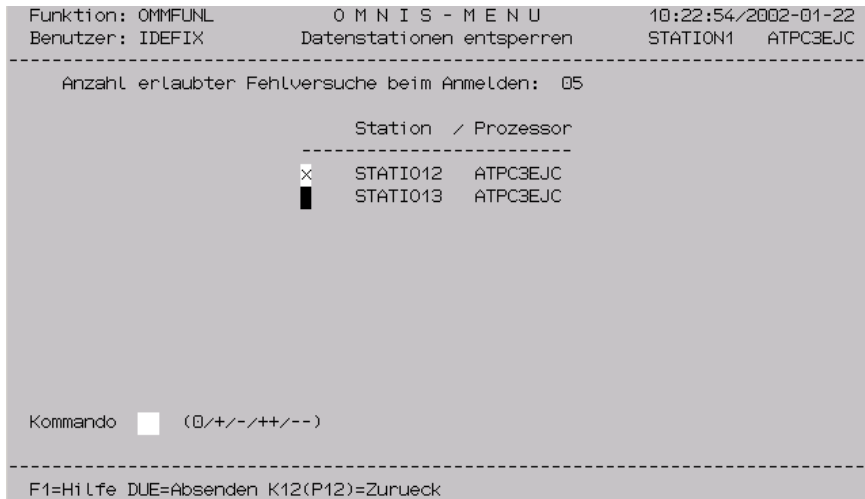 Funktion: OMMFUNL O M N I S - M E N U 10:22:54/2002-01-22
Benutzer: IDEFIX Datenstationen entsperren STATION1 ATPC3EJC
--------------------------------------------------------------------------------
Anzahl erlaubter Fehlversuche beim Anmelden: 05
Station / Prozessor
-------------------------
x STATIO12 ATPC3EJC
STATIO13 ATPC3EJC
Kommando (0/+/-/++/--)
--------------------------------------------------------------------------------
F1=Hilfe DUE=Absenden K12(P12)=Zurueck